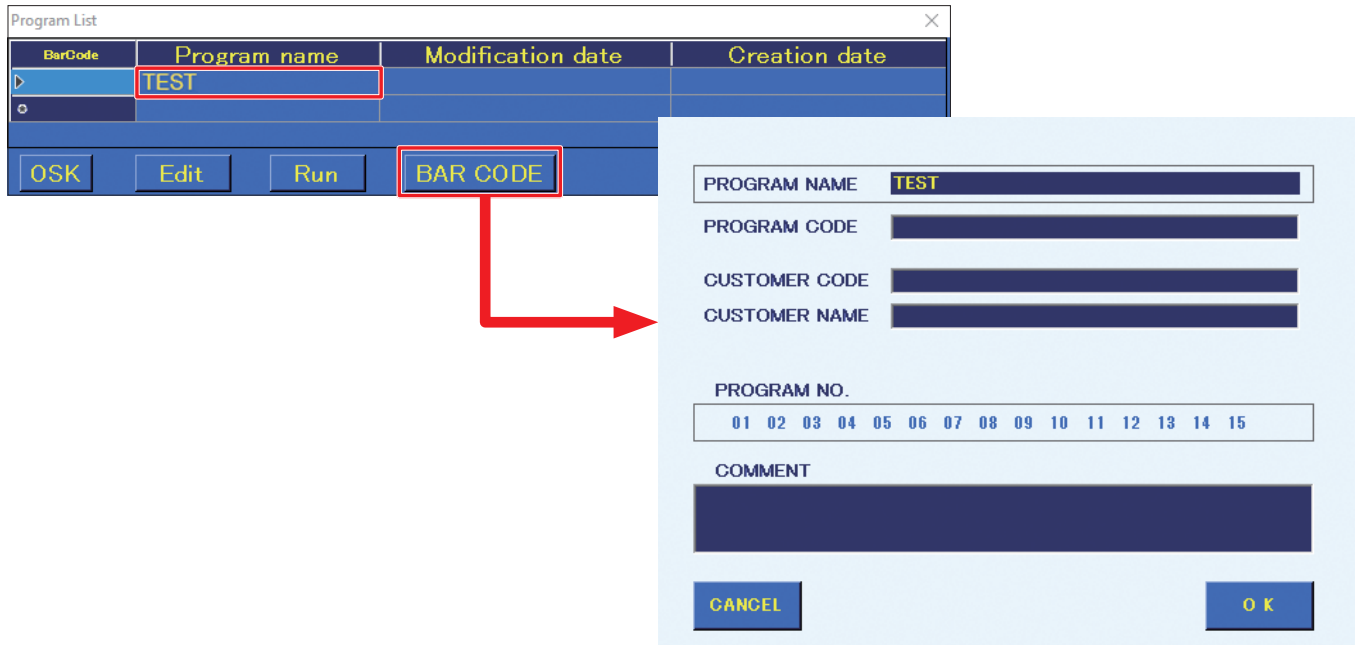 Program List
BarCode Program name Modification date Creation date
TEST
OSK Edit Run BAR CODE
PROGRAM NAME TEST
PROGRAM CODE
CUSTOMER CODE
CUSTOMER NAME
PROGRAM NO.
01 02 03 04 05 06 07 08 09 10 11 12 13 14 15
COMMENT
CANCEL OK